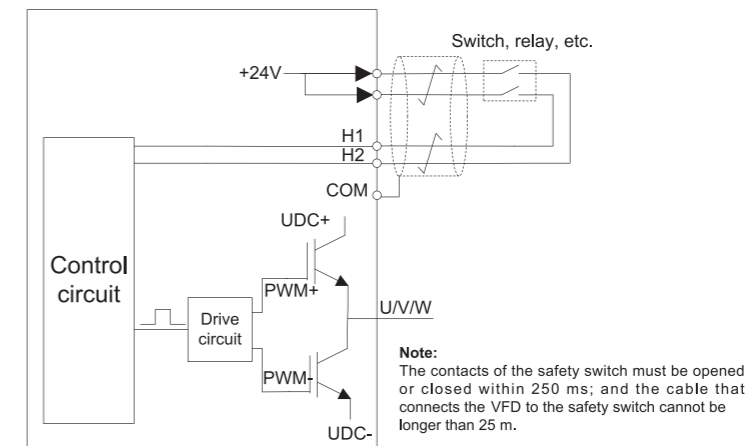 Switch, relay, etc.
+24V
H1
H2
COM
UDC+
Control
circuit
PWM+
Drive
circuit
U/V/W
PWM-
UDC-
Note:
The contacts of the safety switch must be opened
or closed within 250 ms; and the cable that
connects the VFD to the safety switch cannot be
longer than 25 m.